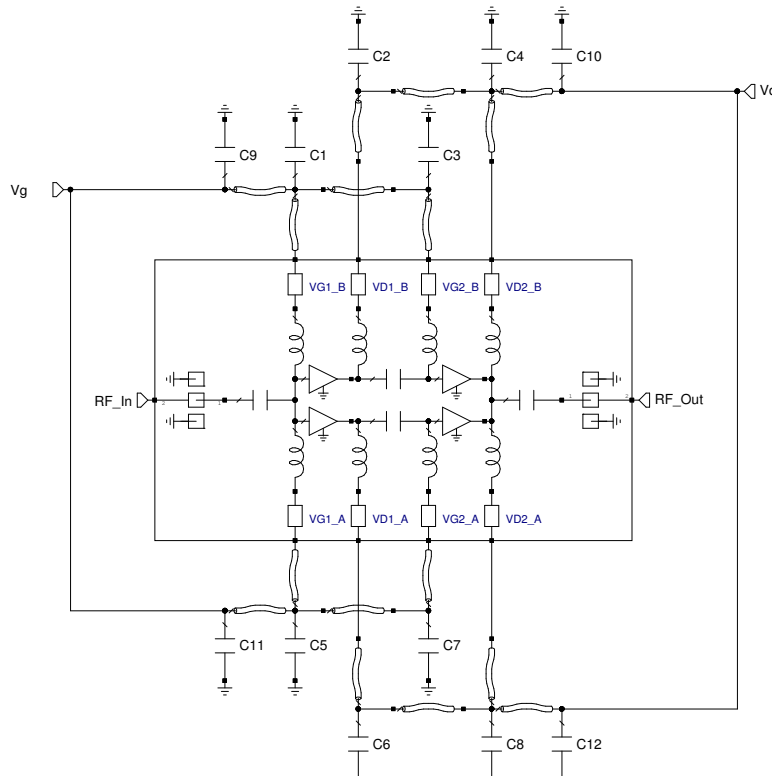 C2 C4 C10
Vd
C9 C1 C3
Vg
VG1_B VD1_B VG2_B VD2_B
RF_In RF_Out
VG1_A VD1_A VG2_A VD2_A
C11 C5 C7
C6 C8 C12